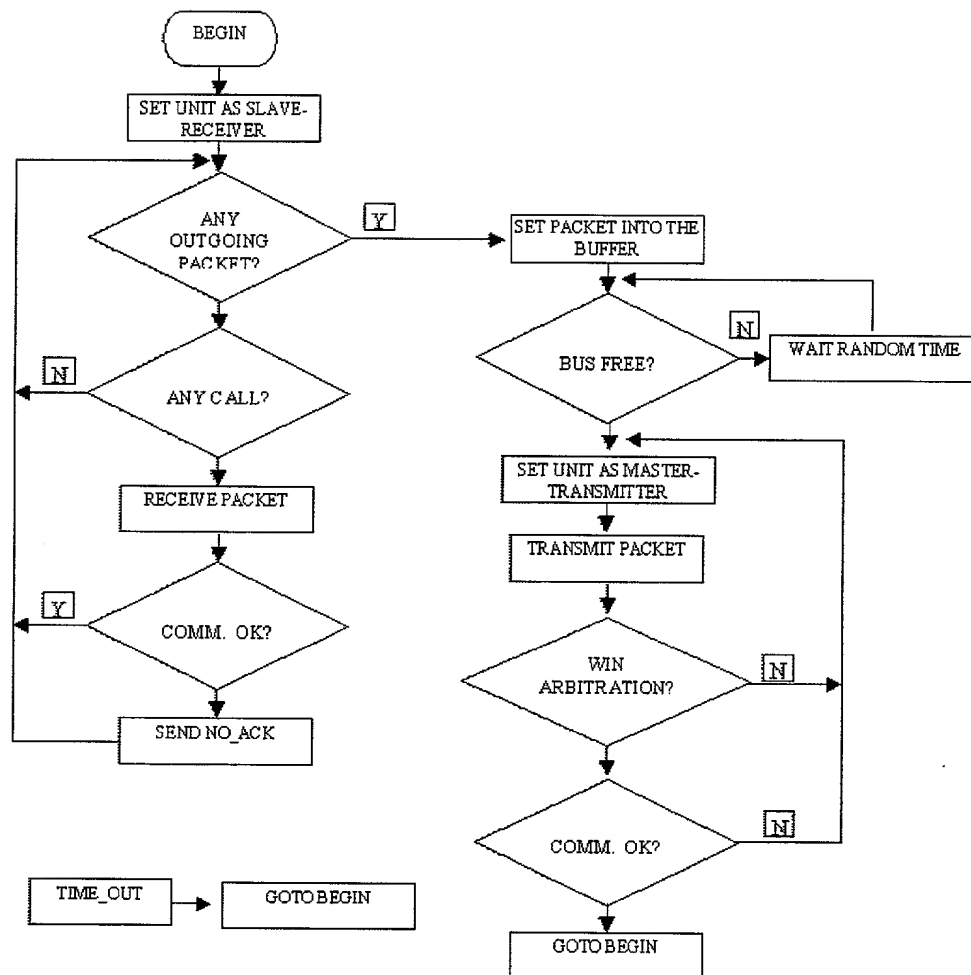 BEGIN
SET UNIT AS SLAVE-
RECEIVER
ANY
OUTGOING
PACKET?
Y
SET PACKET INTO THE
BUFFER
BUS FREE?
N
WAIT RANDOM TIME
N
ANY CALL?
SET UNIT AS MASTER-
TRANSMITTER
RECEIVE PACKET
TRANSMIT PACKET
Y
COMM. OK?
WIN
ARBITRATION?
N
SEND NO_ACK
COMM. OK?
N
TIME_OUT
GOTO BEGIN
GOTO BEGIN